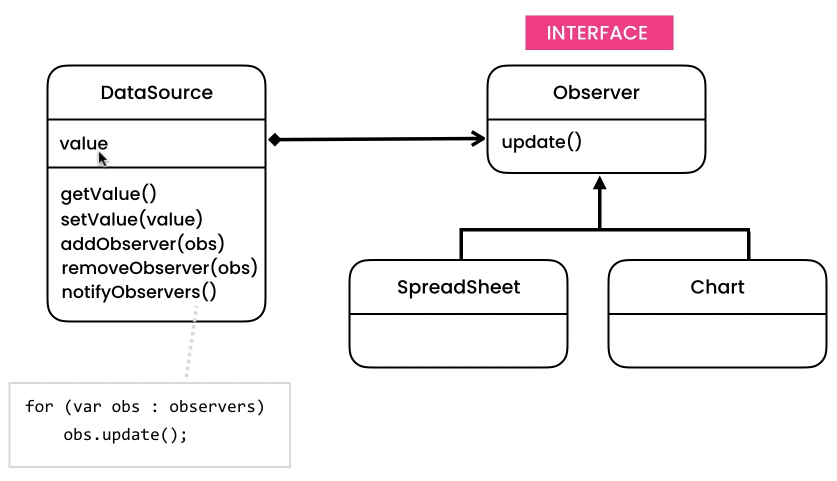 INTERFACE
DataSource
value
getValue()
setValue(value)
addObserver(obs)
removeObserver(obs)
notifyObservers()
for (var obs : observers)
    obs.update();
Observer
update()
SpreadSheet
Chart